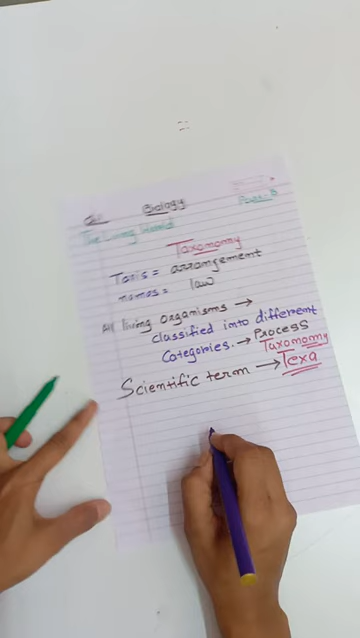 Biology
The Living World
Taxonomy
Taxis = arrangement
nomos = law
All living organisms →
classified into different
Categories. → Process
Taxonomy
Scientific term → Texa